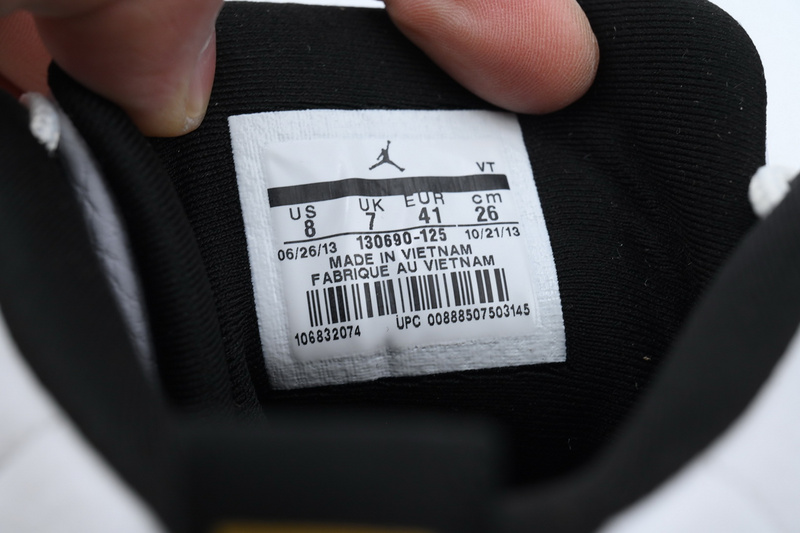 VT
US UK EUR cm
8 7 41 26
06/26/13 130690-125 10/21/13
MADE IN VIETNAM
FABRIQUE AU VIETNAM
106832074 UPC 00888507503145